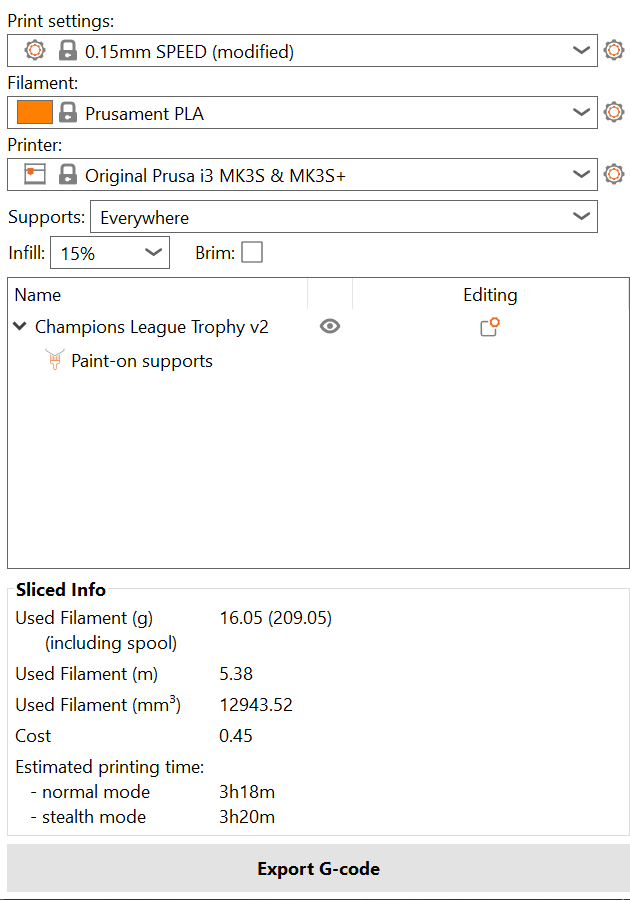 Print settings:
0.15mm SPEED (modified)
Filament:
Prusament PLA
Printer:
Original Prusa i3 MK3S & MK3S+
Supports: Everywhere
Infill: 15% Brim:
Name Editing
Champions League Trophy v2
Paint-on supports
Sliced Info
Used Filament (g) 16.05 (209.05)
(including spool)
Used Filament (m) 5.38
Used Filament (mm³) 12943.52
Cost 0.45
Estimated printing time:
- normal mode 3h18m
- stealth mode 3h20m
Export G-code